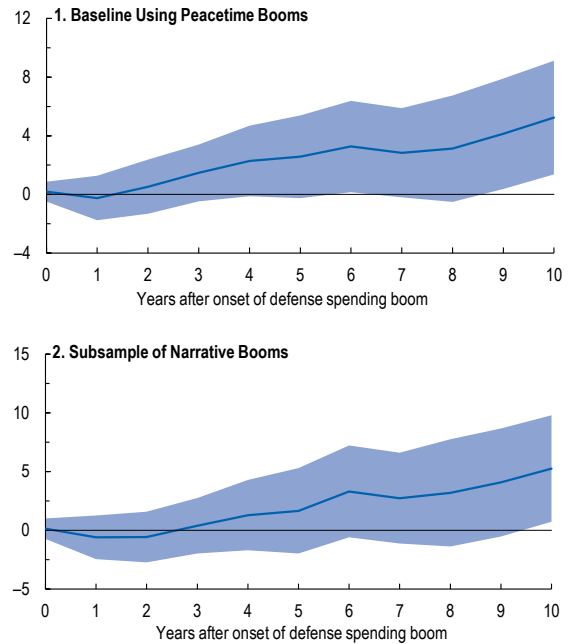 1. Baseline Using Peacetime Booms
12
8
4
0
–4
0 1 2 3 4 5 6 7 8 9 10
Years after onset of defense spending boom
2. Subsample of Narrative Booms
15
10
5
0
–5
0 1 2 3 4 5 6 7 8 9 10
Years after onset of defense spending boom